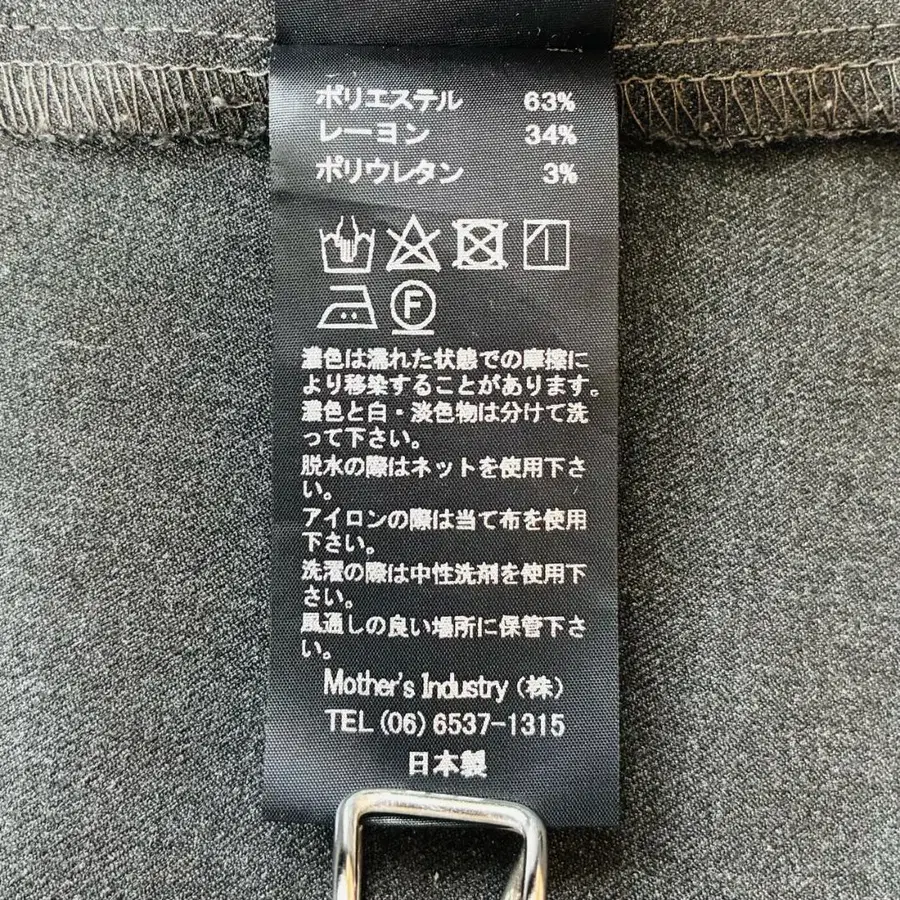 ポリエステル 63%
レーヨン 34%
ポリウレタン 3%
F
濃色は濡れた状態での摩擦に
より移染することがあります。
濃色と白・淡色物は分けて洗
って下さい。
脱水の際はネットを使用下さ
い。
アイロンの際は当て布を使用
下さい。
洗濯の際は中性洗剤を使用下
さい。
風通しの良い場所に保管下さ
い。
Mother's Industry (株)
TEL (06) 6537-1315
日本製